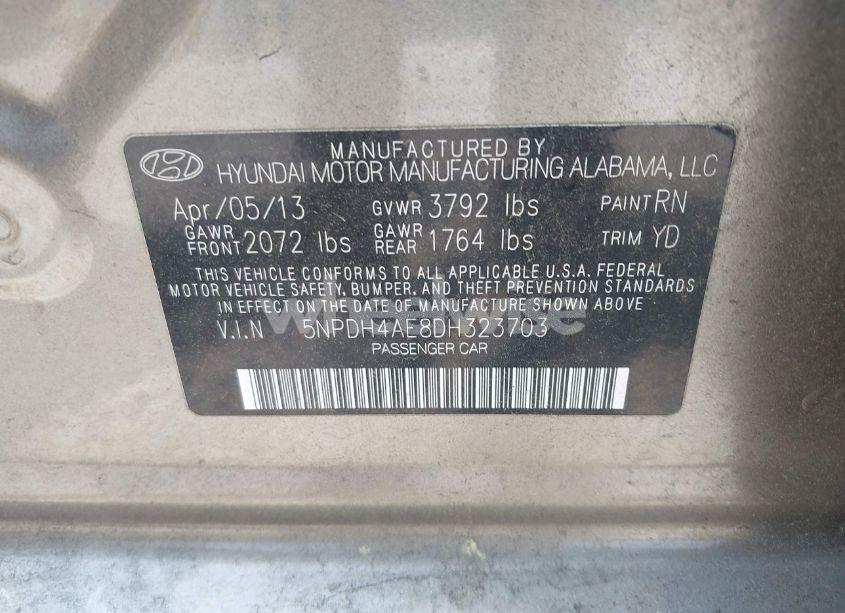 MANUFACTURED BY
HYUNDAI MOTOR MANUFACTURING ALABAMA, LLC
Apr/05/13 GVWR 3792 lbs PAINT RN
GAWR FRONT 2072 lbs GAWR REAR 1764 lbs TRIM YD
THIS VEHICLE CONFORMS TO ALL APPLICABLE U.S.A. FEDERAL
MOTOR VEHICLE SAFETY, BUMPER, AND THEFT PREVENTION STANDARDS
IN EFFECT ON THE DATE OF MANUFACTURE SHOWN ABOVE
V.I.N 5NPDH4AE8DH323703
PASSENGER CAR